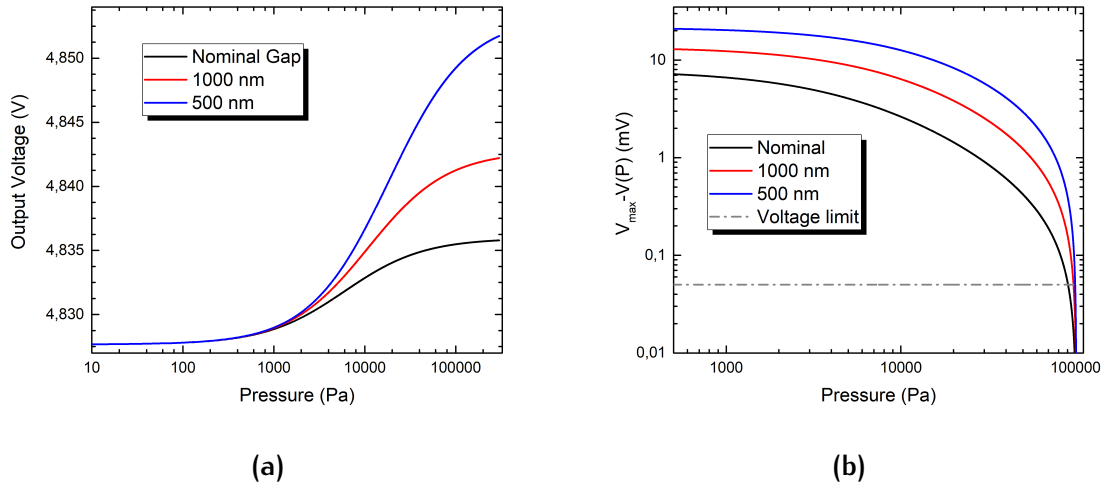 Output Voltage (V)
4,850
4,845
4,840
4,835
4,830
Nominal Gap
1000 nm
500 nm
10
100
1000
10000
100000
Pressure (Pa)
(a)
Vmax-V(P) (mV)
10
1
0,1
0,01
Nominal
1000 nm
500 nm
Voltage limit
1000
10000
100000
Pressure (Pa)
(b)